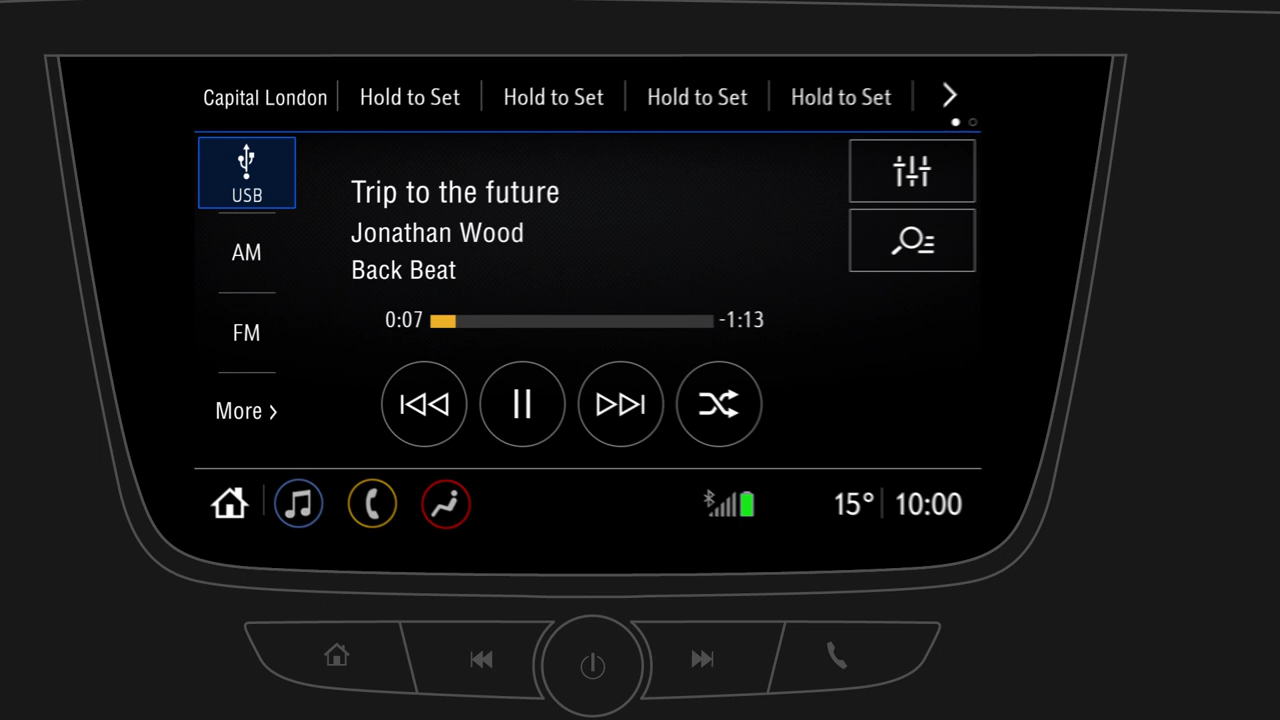 Capital London Hold to Set Hold to Set Hold to Set Hold to Set
USB
AM
FM
More
Trip to the future
Jonathan Wood
Back Beat
0:07 -1:13
15° 10:00